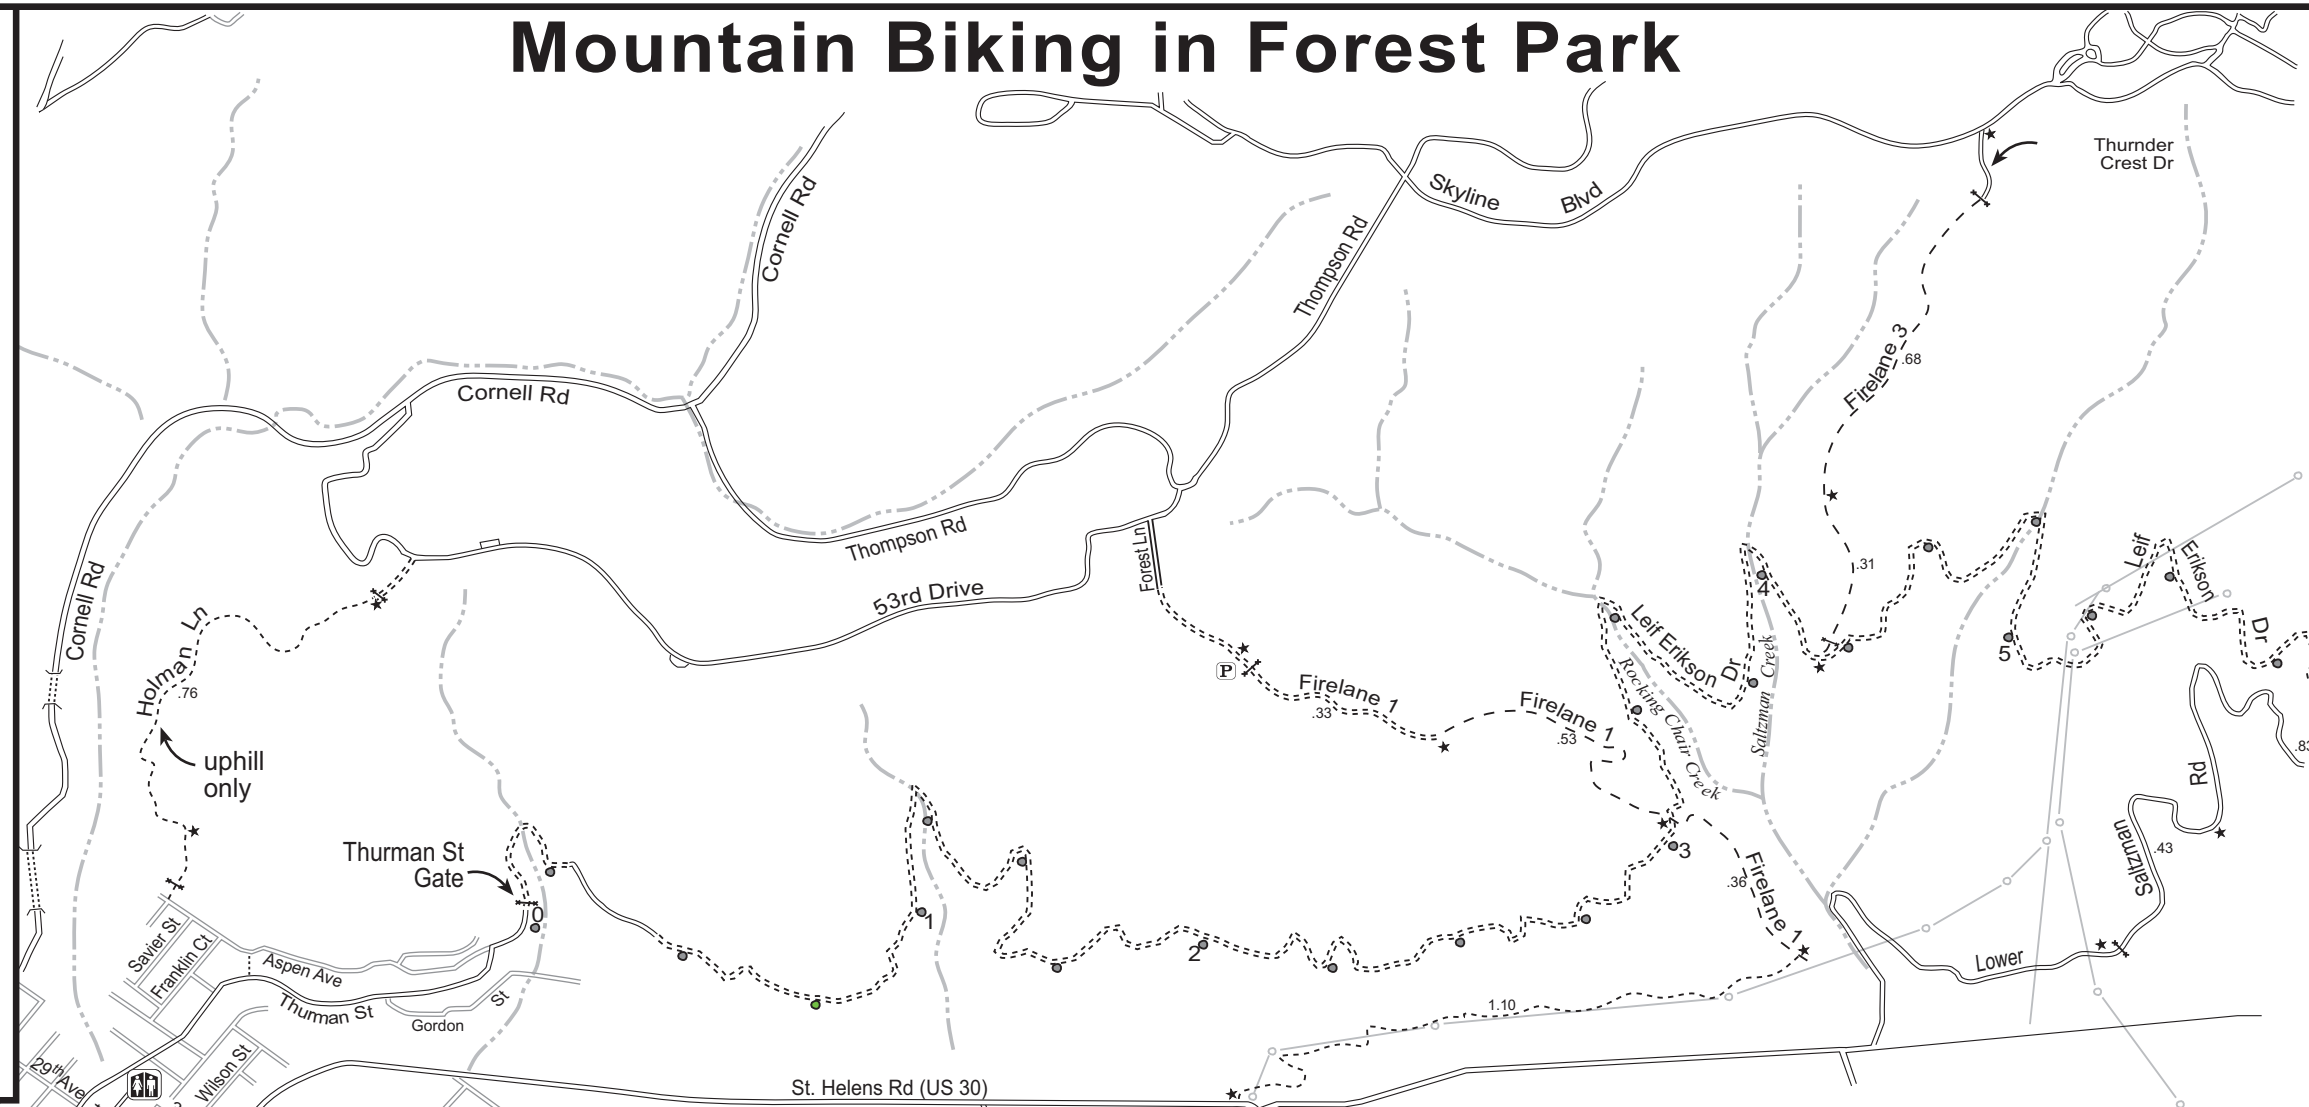 Mountain Biking in Forest Park
Thurnder
Crest Dr
Skyline
Blvd
Cornell Rd
Thompson Rd
Firelane 3
.68
Cornell Rd
Thompson Rd
Forest Ln
53rd Drive
Cornell Rd
Holman Ln
.76
uphill
only
.31
4
Leif Erikson Dr
Saltzman Creek
Rocking Chair Creek
5
Leif
Erikson
Dr
P
Firelane 1
.33
Firelane 1
.53
Thurman St
Gate
0
1
2
3
.36
Firelane 1
Rd
Saltzman
.43
Lower
Savier St
Franklin Ct
Aspen Ave
Thurman St
Gordon
St
1.10
29th Ave
Wilson St
St. Helens Rd (US 30)